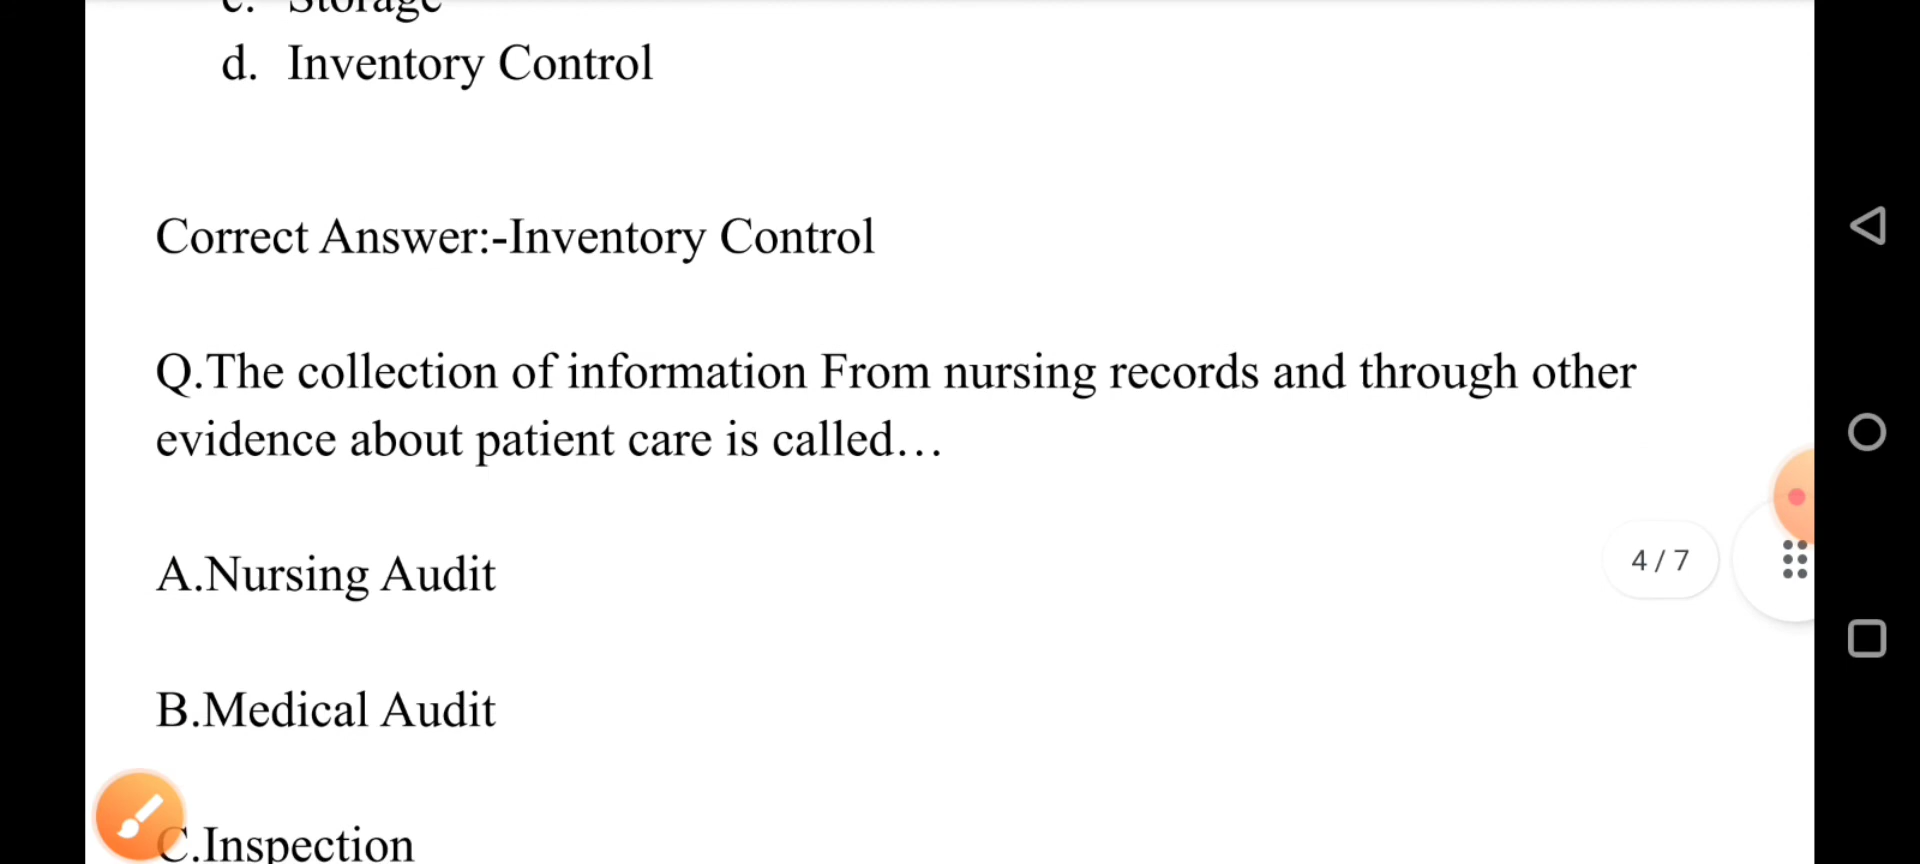 c. Storage
d. Inventory Control
Correct Answer:-Inventory Control
Q.The collection of information From nursing records and through other
evidence about patient care is called...
A.Nursing Audit
4 / 7
B.Medical Audit
C.Inspection